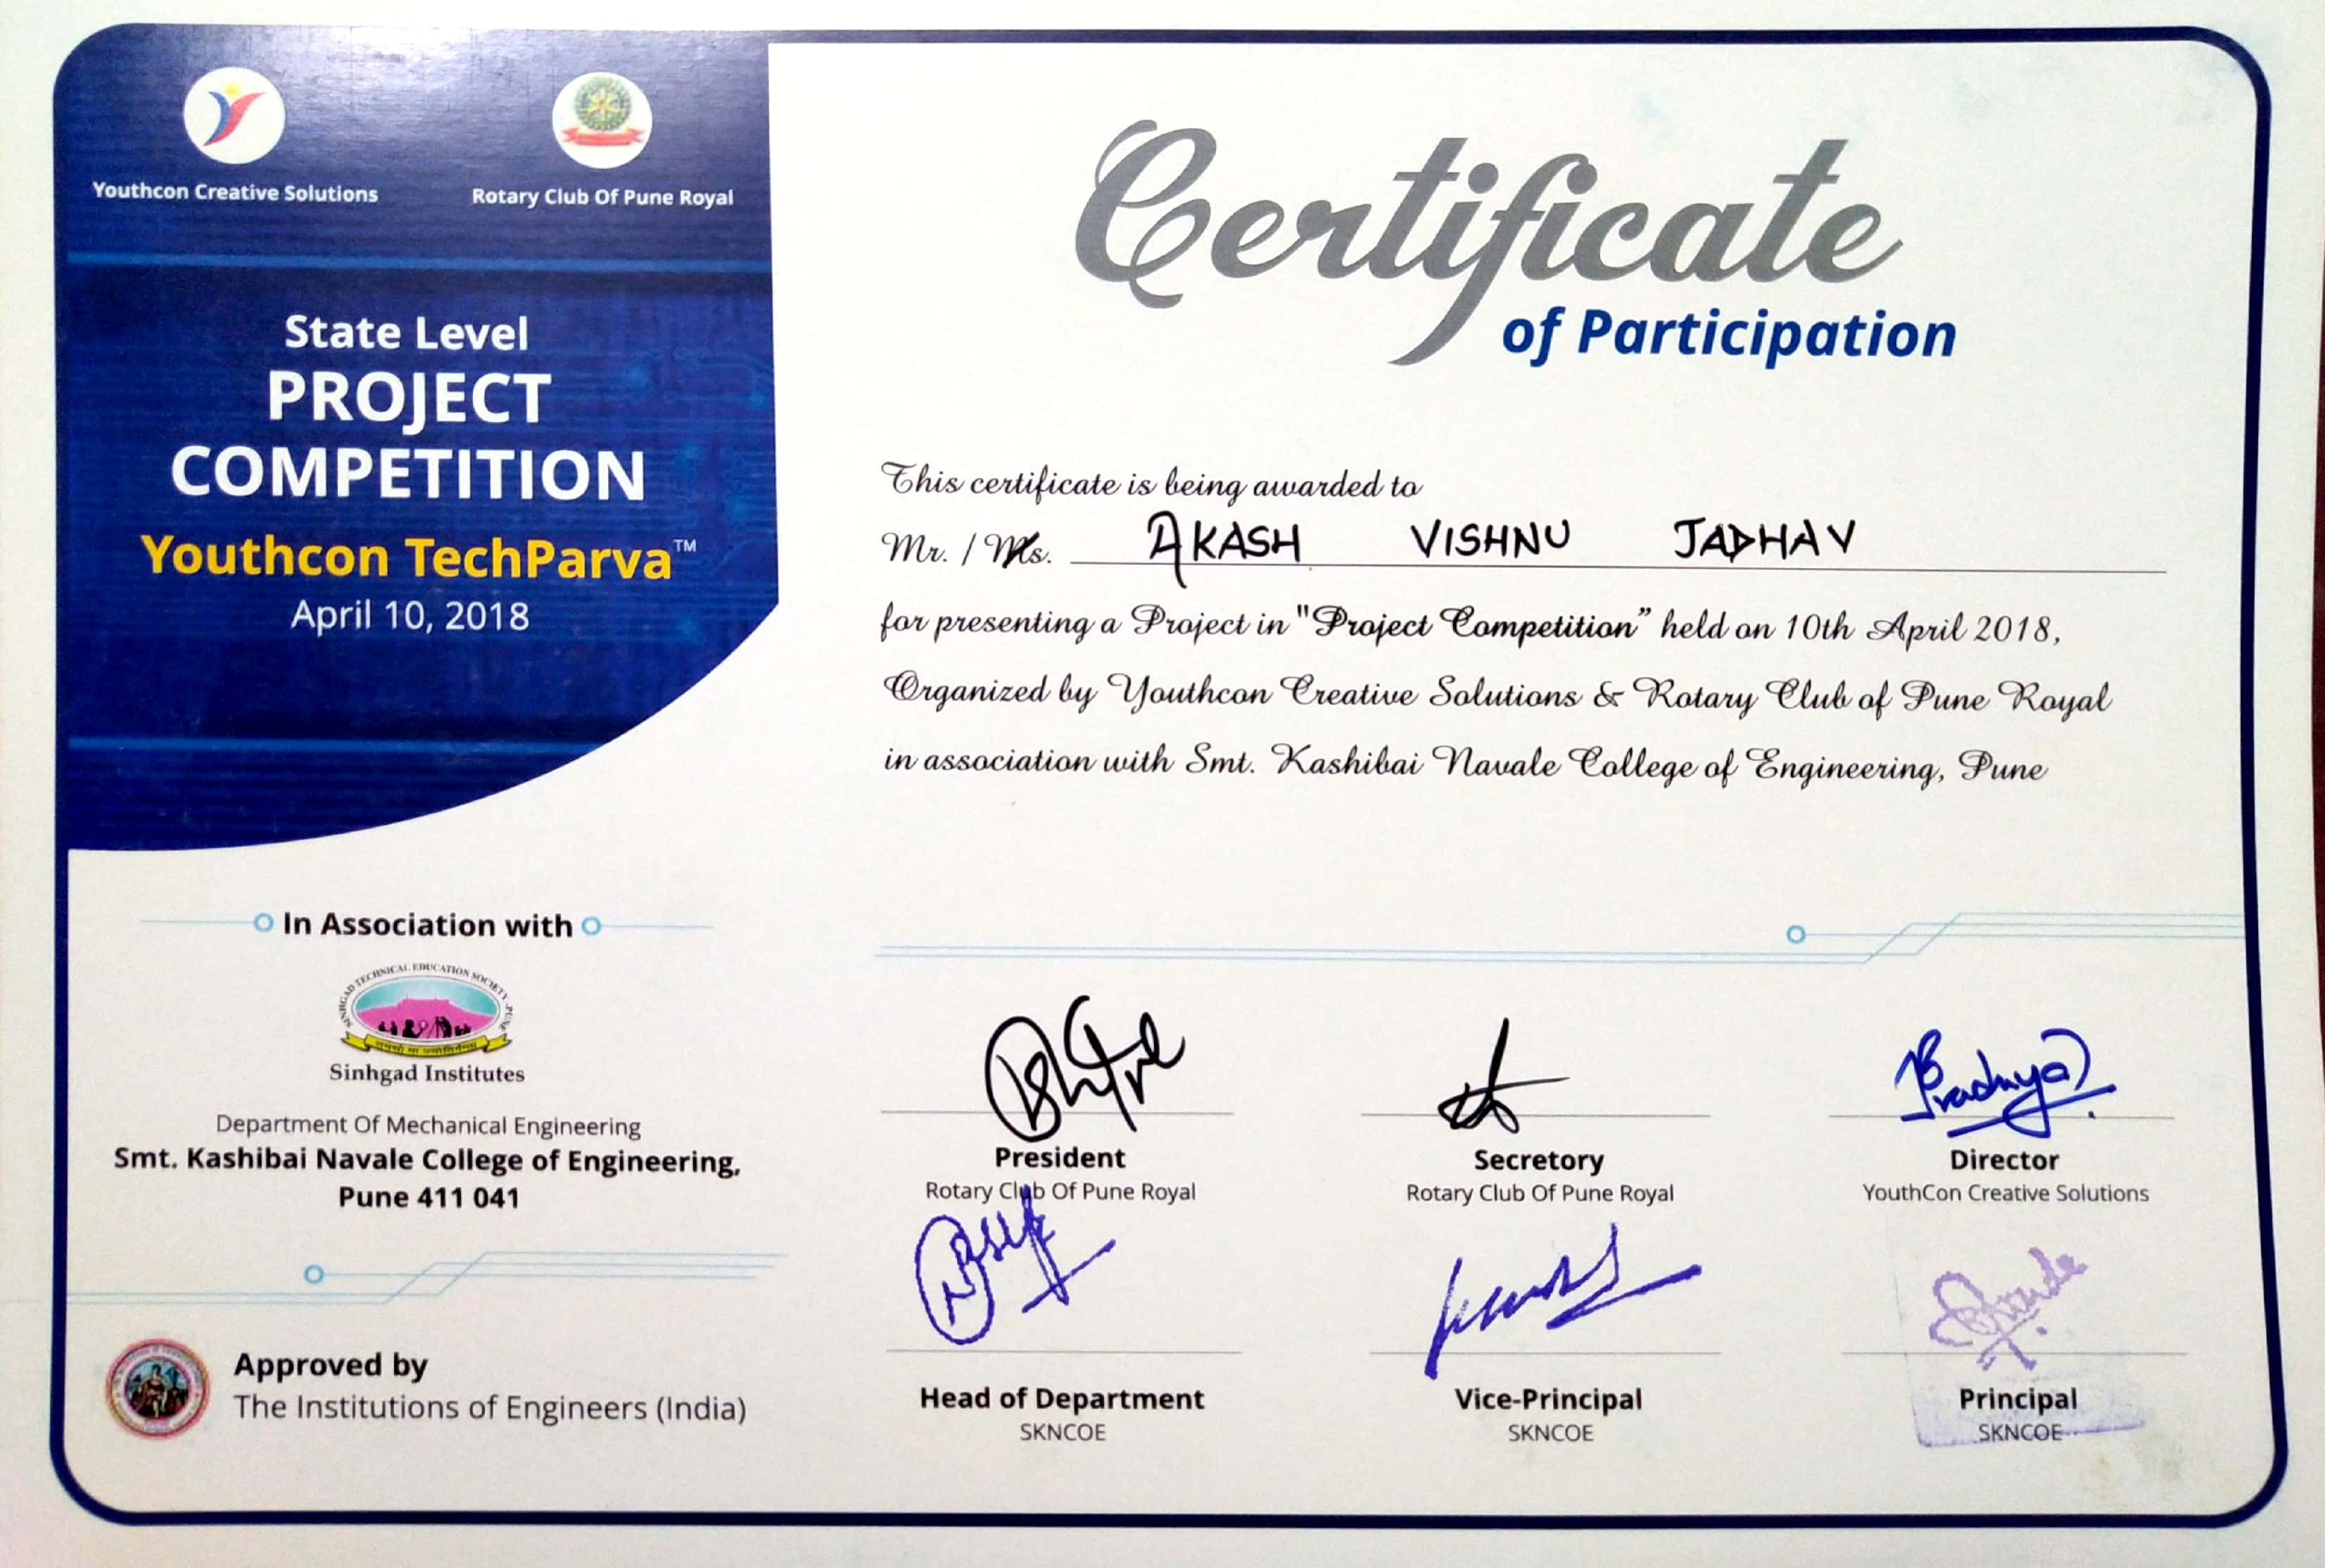 Youthcon Creative Solutions
Rotary Club Of Pune Royal
State Level
PROJECT
COMPETITION
Youthcon TechParva™
April 10, 2018
In Association with
SINHGAD TECHNICAL EDUCATION SOCIETY - PUNE
Sinhgad Institutes
Department Of Mechanical Engineering
Smt. Kashibai Navale College of Engineering,
Pune 411 041
Approved by
The Institutions of Engineers (India)
Certificate
of Participation
This certificate is being awarded to
Mr. / Ms. AKASH VISHNU JADHAV
for presenting a Project in "Project Competition” held on 10th April 2018,
Organized by Youthcon Creative Solutions & Rotary Club of Pune Royal
in association with Smt. Kashibai Navale College of Engineering, Pune
Pradnya
President
Secretory
Director
Rotary Club Of Pune Royal
Rotary Club Of Pune Royal
YouthCon Creative Solutions
Head of Department
Vice-Principal
Principal
SKNCOE
SKNCOE
SKNCOE